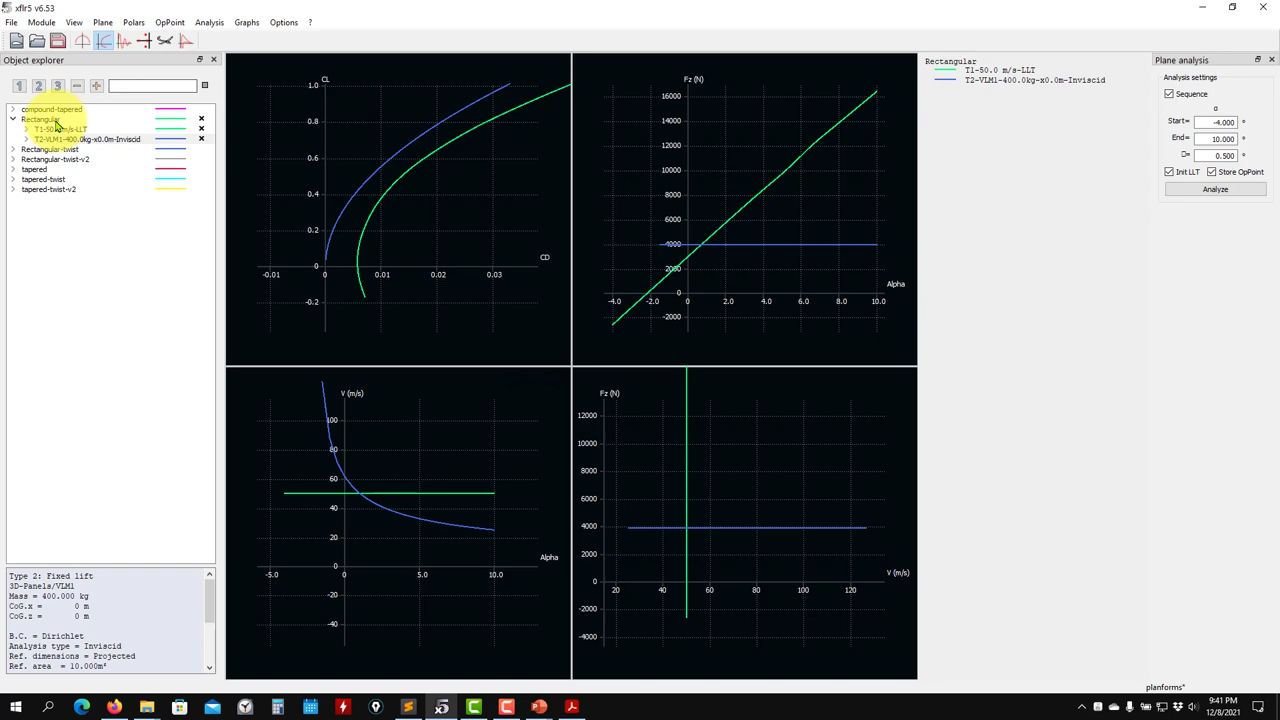 xflr5 v6.53
File Module View Plane Polars OpPoint Analysis Graphs Options ?
Object explorer
1 2 3
compound-tapered
Rectangular
T1-50. m/s-LLT
T2-VLM1-400.0kg-x0.0m-Inviscid
Rectangular-twist
Rectangular-twist-v2
tapered
tapered-twist
tapered-twist-v2
CL
1.0
0.8
0.6
0.4
0.2
0
-0.2
-0.01 0 0.01 0.02 0.03
CD
Fz (N)
16000
14000
12000
10000
8000
6000
4000
2000
0
-2000
-4.0 -2.0 0 2.0 4.0 6.0 8.0 10.0
Alpha
V (m/s)
100
80
60
40
20
0
-20
-40
-5.0 0 5.0 10.0
Alpha
Fz (N)
12000
10000
8000
6000
4000
2000
0
-2000
-4000
20 40 60 80 100 120
V (m/s)
Rectangular
T1-50.0 m/s-LLT
T2-VLM1-400.0kg-x0.0m-Inviscid
Plane analysis
Analysis settings
Sequence
α
Start= -4.000 °
End= 10.000 °
0.500 °
Init LLT Store OpPoint
Analyze
Type 2: Fixed lift
3D-Panels/VLM1
Mass = 400.000 kg
CoG.x = 0 m
CoG.z = 0 m
B.C. = Dirichlet
Analysis type = Inviscid
Ref. dimensions = Projected
Ref. area = 10.000m²
planforms*
9:41 PM
12/8/2021